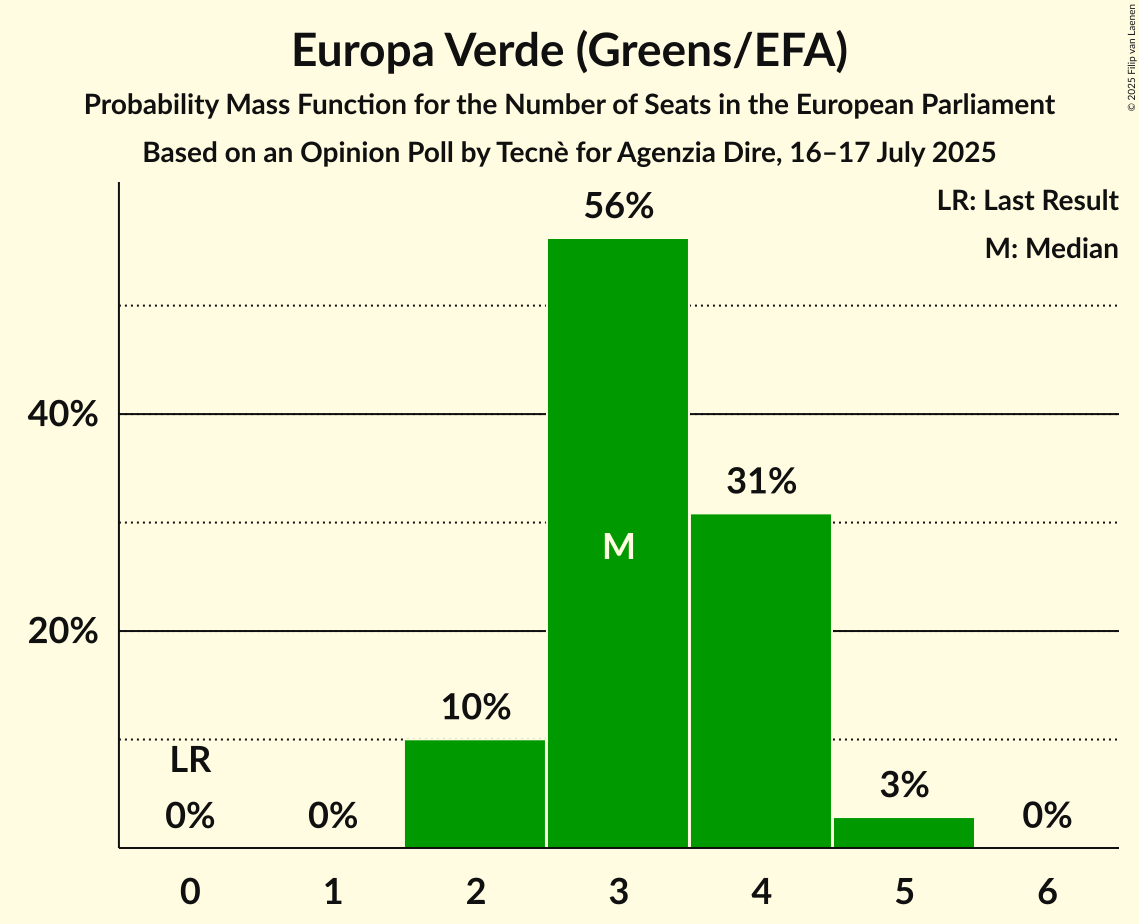 Europa Verde (Greens/EFA)
Probability Mass Function for the Number of Seats in the European Parliament
Based on an Opinion Poll by Tecnè for Agenzia Dire, 16–17 July 2025
© 2025 Filip van Laenen
LR: Last Result
M: Median
56%
40%
31%
M
20%
10%
LR
3%
0%
0%
0%
0 1 2 3 4 5 6